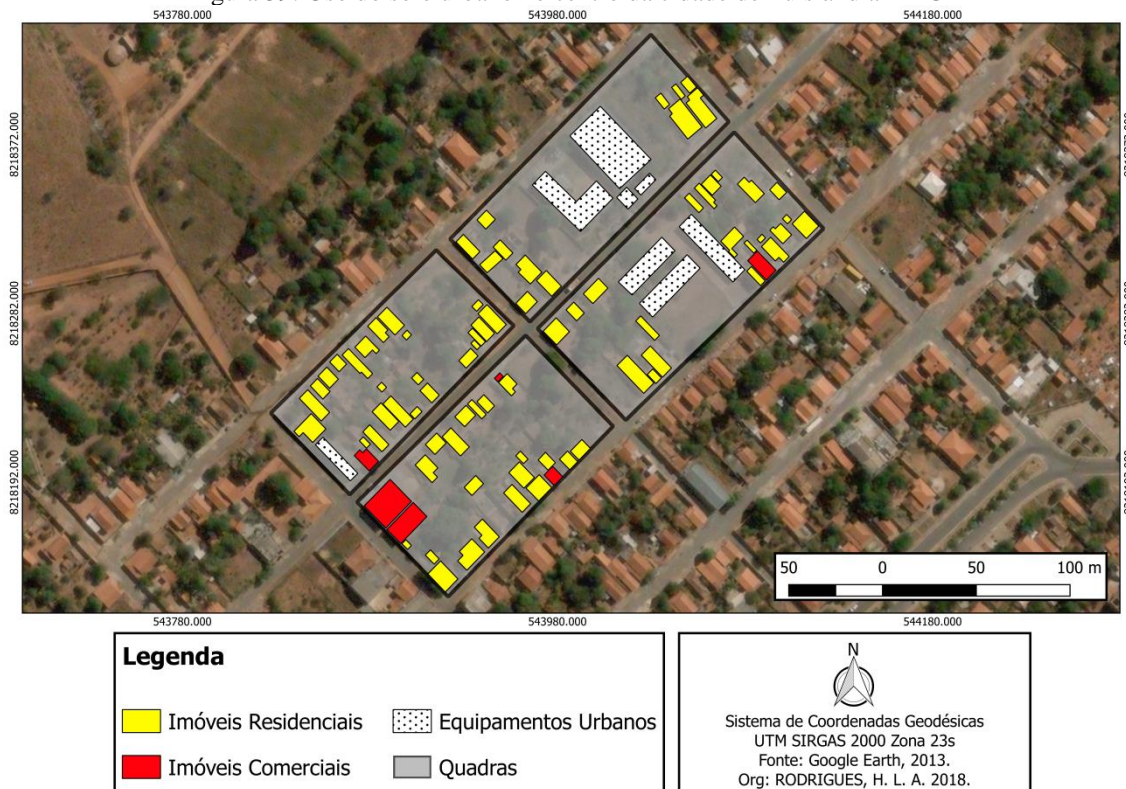 543780.000 543980.000 544180.000
8218372.000
8218282.000
8218192.000
50 0 50 100 m
543780.000 543980.000 544180.000
Legenda
Imóveis Residenciais
Equipamentos Urbanos
Imóveis Comerciais
Quadras
N
Sistema de Coordenadas Geodésicas
UTM SIRGAS 2000 Zona 23s
Fonte: Google Earth, 2013.
Org: RODRIGUES, H. L. A. 2018.